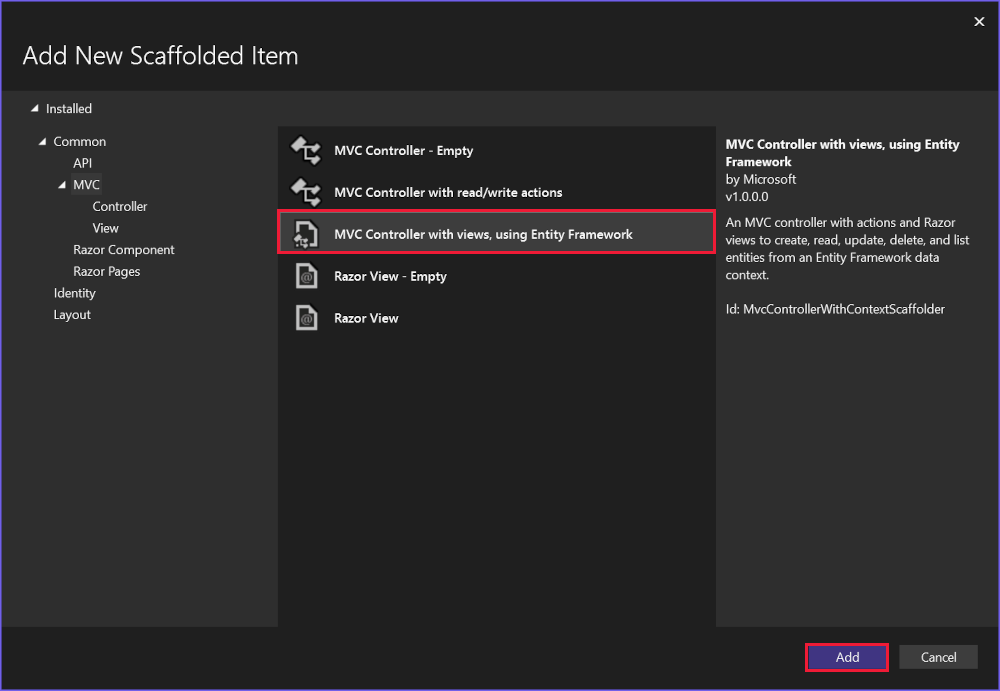 Add New Scaffolded Item
Installed
Common
API
MVC
Controller
View
Razor Component
Razor Pages
Identity
Layout
MVC Controller - Empty
MVC Controller with read/write actions
MVC Controller with views, using Entity Framework
Razor View - Empty
Razor View
MVC Controller with views, using Entity
Framework
by Microsoft
v1.0.0.0
An MVC controller with actions and Razor
views to create, read, update, delete, and list
entities from an Entity Framework data
context.
Id: MvcControllerWithContextScaffolder
Add
Cancel